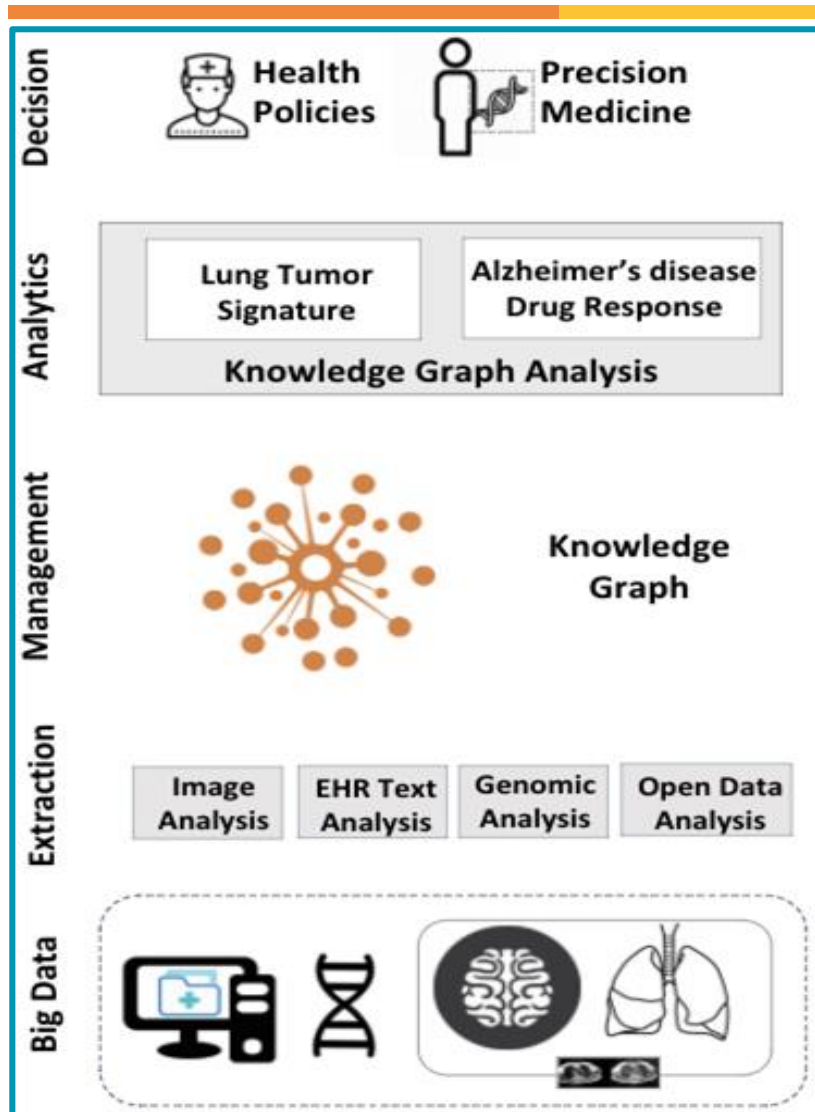 Decision
Health
Policies
Precision
Medicine
Analytics
Lung Tumor
Signature
Alzheimer's disease
Drug Response
Knowledge Graph Analysis
Management
Knowledge
Graph
Extraction
Image
Analysis
EHR Text
Analysis
Genomic
Analysis
Open Data
Analysis
Big Data